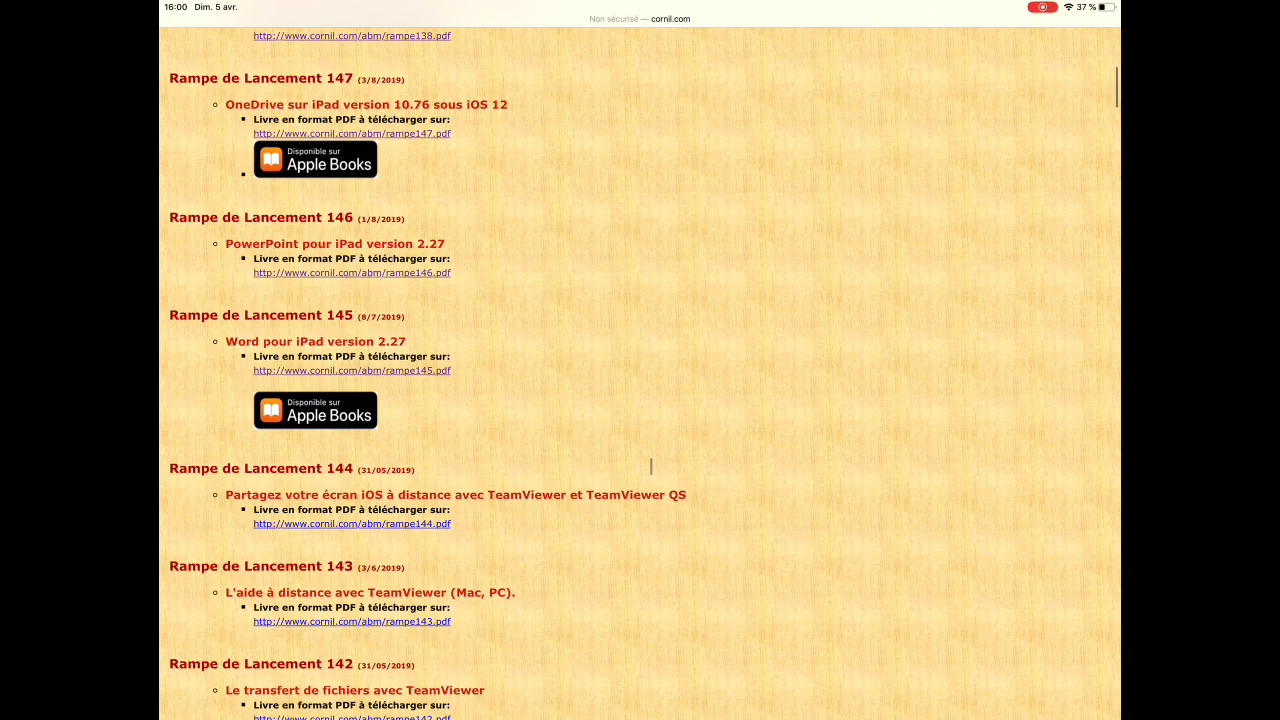 16:00 Dim. 5 avr.
37 %
Non sécurisé — cornil.com
http://www.cornil.com/abm/rampe138.pdf
Rampe de Lancement 147 (3/8/2019)
OneDrive sur iPad version 10.76 sous iOS 12
Livre en format PDF à télécharger sur:
http://www.cornil.com/abm/rampe147.pdf
Disponible sur
Apple Books
Rampe de Lancement 146 (1/8/2019)
PowerPoint pour iPad version 2.27
Livre en format PDF à télécharger sur:
http://www.cornil.com/abm/rampe146.pdf
Rampe de Lancement 145 (8/7/2019)
Word pour iPad version 2.27
Livre en format PDF à télécharger sur:
http://www.cornil.com/abm/rampe145.pdf
Disponible sur
Apple Books
Rampe de Lancement 144 (31/05/2019)
Partagez votre écran iOS à distance avec TeamViewer et TeamViewer QS
Livre en format PDF à télécharger sur:
http://www.cornil.com/abm/rampe144.pdf
Rampe de Lancement 143 (3/6/2019)
L'aide à distance avec TeamViewer (Mac, PC).
Livre en format PDF à télécharger sur:
http://www.cornil.com/abm/rampe143.pdf
Rampe de Lancement 142 (31/05/2019)
Le transfert de fichiers avec TeamViewer
Livre en format PDF à télécharger sur:
http://www.cornil.com/abm/rampe142.pdf